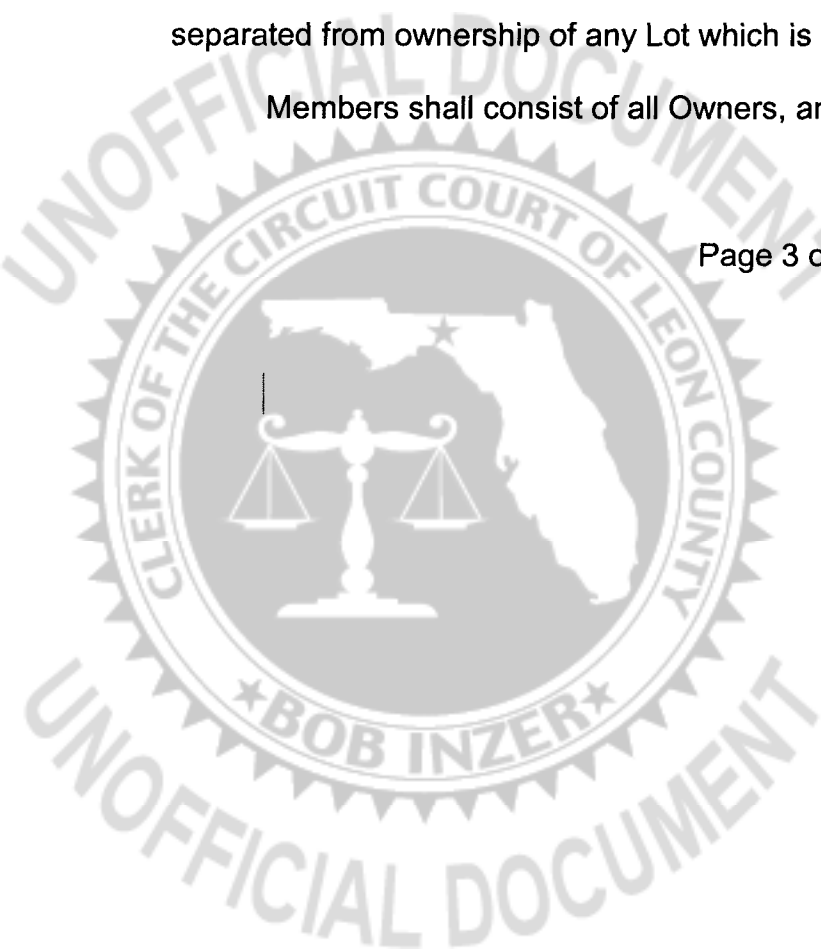 separated from ownership of any Lot which is
Members shall consist of all Owners, an
Page 3 o
UNOFFICIAL DOCUMENT
CLERK OF THE CIRCUIT COURT OF LEON COUNTY
★BOB INZER★
UNOFFICIAL DOCUMENT